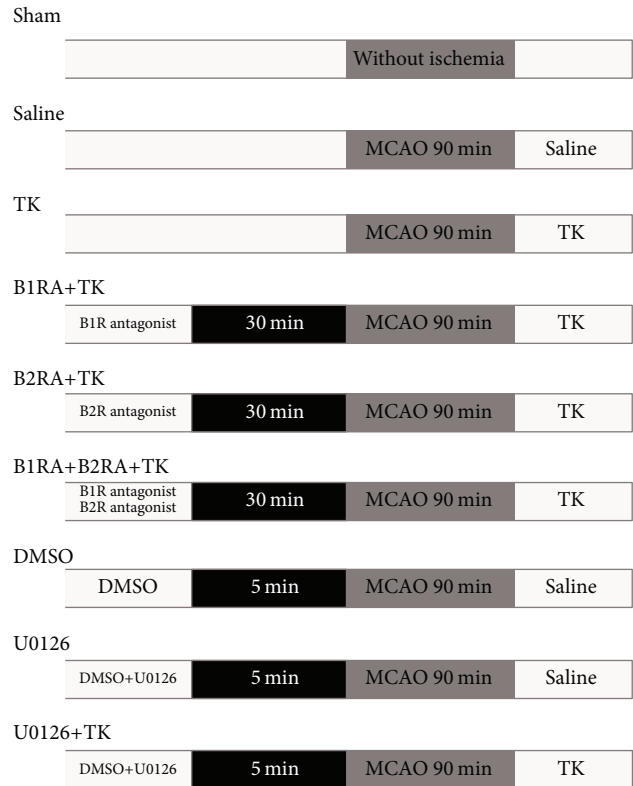 Sham
Without ischemia
Saline
MCAO 90 min Saline
TK
MCAO 90 min TK
B1RA+TK
B1R antagonist 30 min MCAO 90 min TK
B2RA+TK
B2R antagonist 30 min MCAO 90 min TK
B1RA+B2RA+TK
B1R antagonist
B2R antagonist 30 min MCAO 90 min TK
DMSO
DMSO 5 min MCAO 90 min Saline
U0126
DMSO+U0126 5 min MCAO 90 min Saline
U0126+TK
DMSO+U0126 5 min MCAO 90 min TK